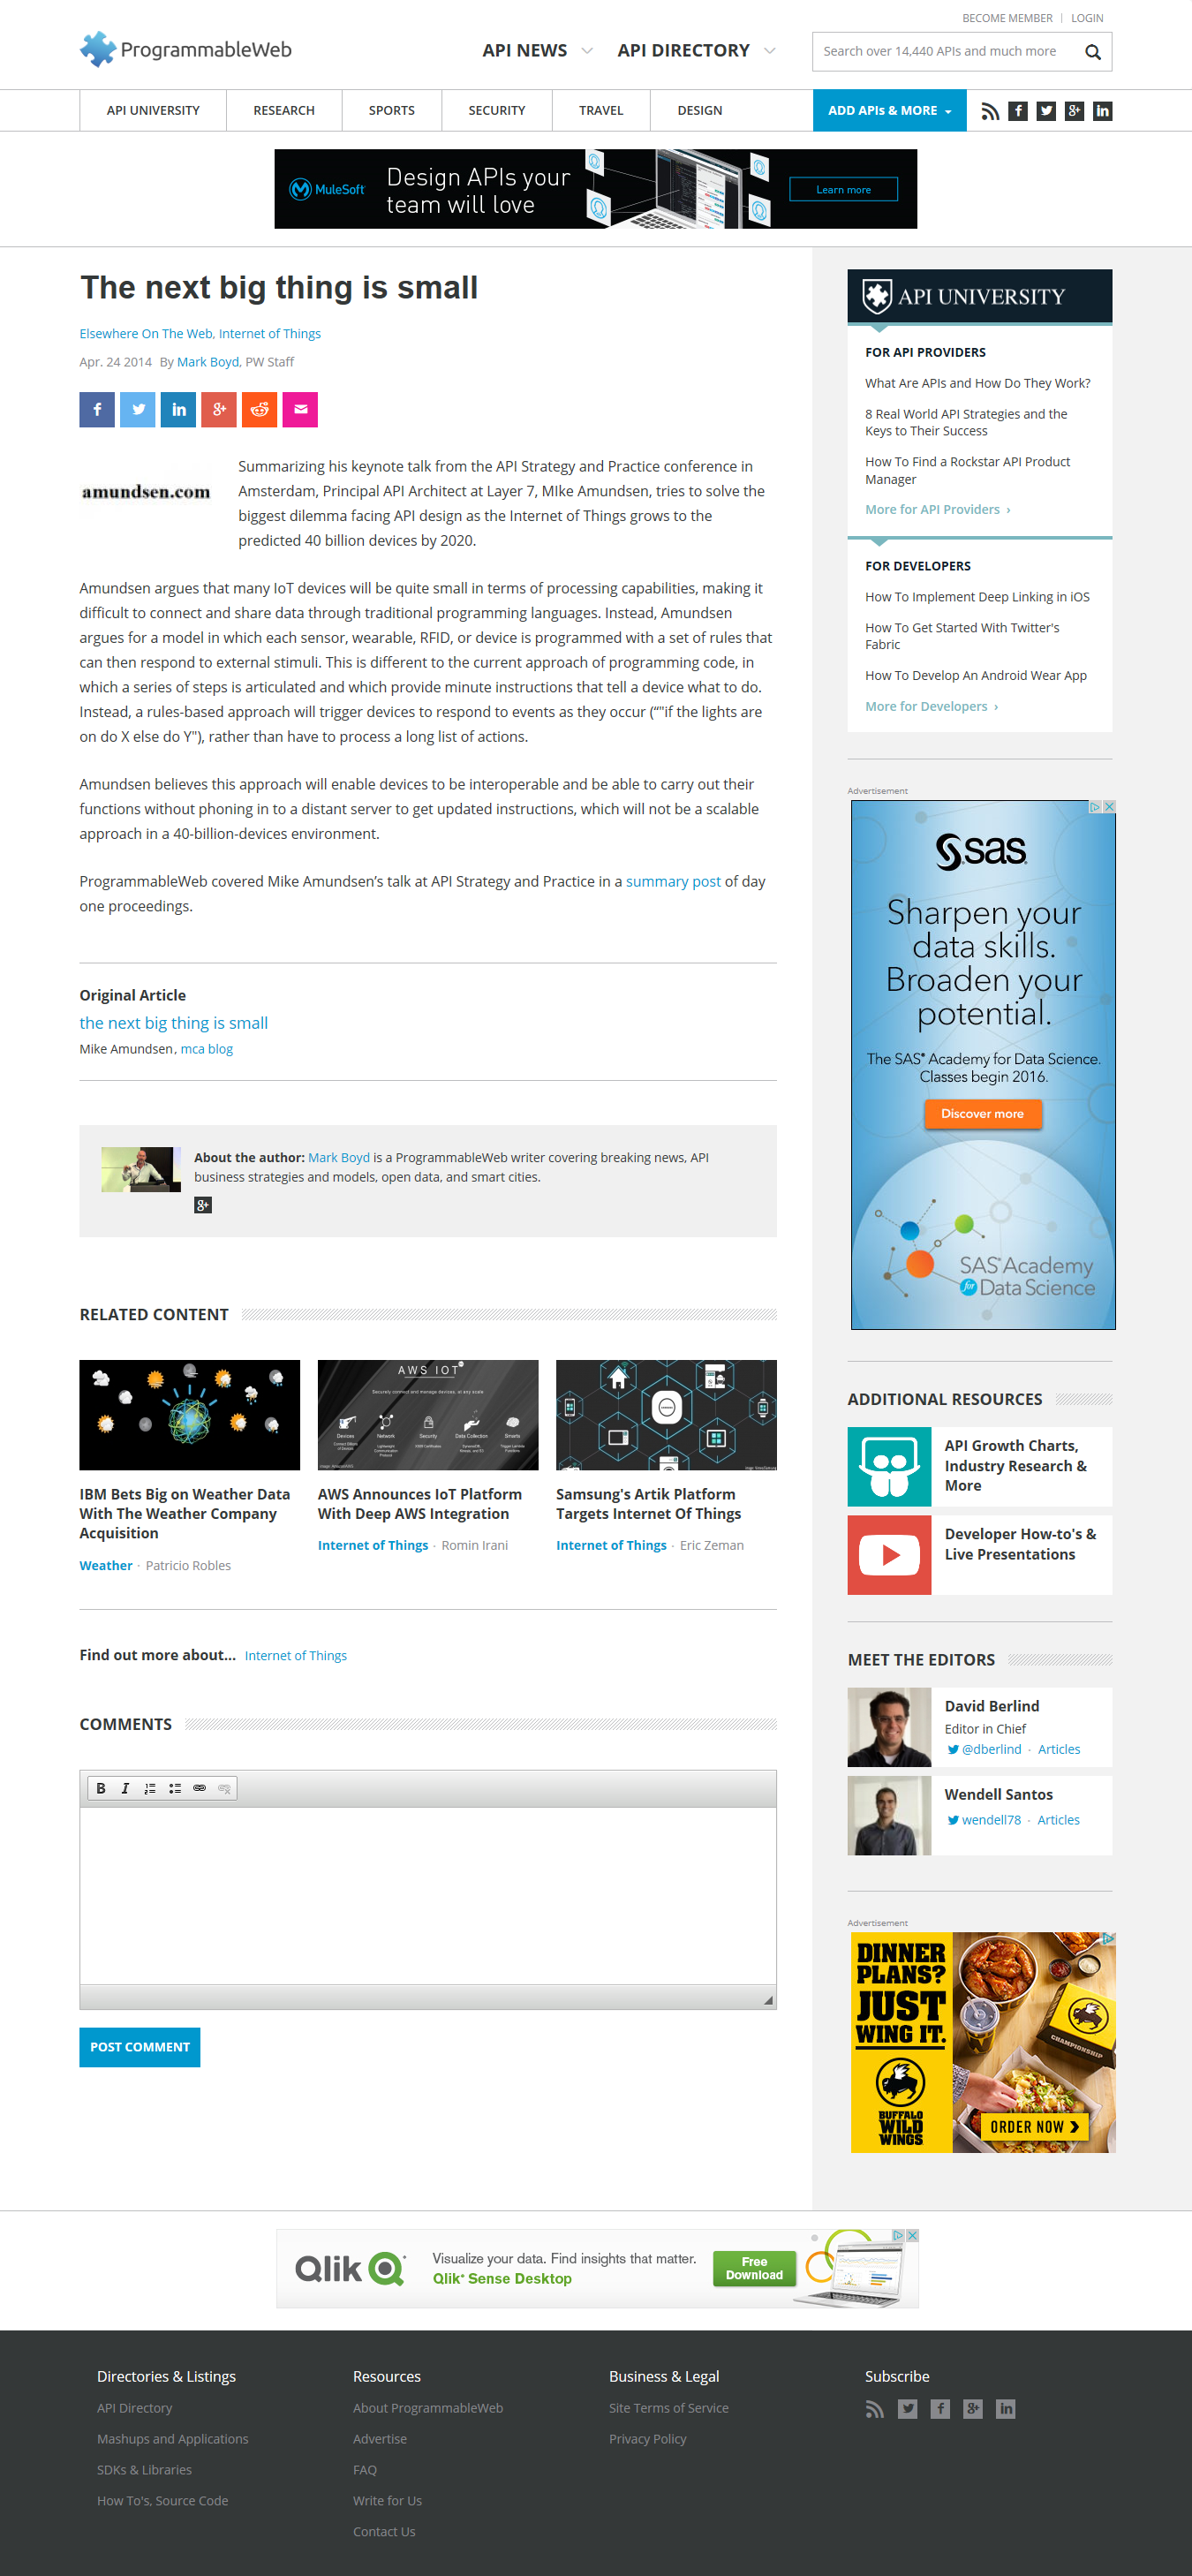 BECOME MEMBER | LOGIN
ProgrammableWeb
API NEWS
API DIRECTORY
Search over 14,440 APIs and much more
API UNIVERSITY
RESEARCH
SPORTS
SECURITY
TRAVEL
DESIGN
ADD APIs & MORE
MuleSoft
Design APIs your
team will love
Learn more
The next big thing is small
Elsewhere On The Web, Internet of Things
Apr. 24 2014 By Mark Boyd, PW Staff
amundsen.com
Summarizing his keynote talk from the API Strategy and Practice conference in
Amsterdam, Principal API Architect at Layer 7, MIke Amundsen, tries to solve the
biggest dilemma facing API design as the Internet of Things grows to the
predicted 40 billion devices by 2020.
Amundsen argues that many IoT devices will be quite small in terms of processing capabilities, making it
difficult to connect and share data through traditional programming languages. Instead, Amundsen
argues for a model in which each sensor, wearable, RFID, or device is programmed with a set of rules that
can then respond to external stimuli. This is different to the current approach of programming code, in
which a series of steps is articulated and which provide minute instructions that tell a device what to do.
Instead, a rules-based approach will trigger devices to respond to events as they occur (“"if the lights are
on do X else do Y"), rather than have to process a long list of actions.
Amundsen believes this approach will enable devices to be interoperable and be able to carry out their
functions without phoning in to a distant server to get updated instructions, which will not be a scalable
approach in a 40-billion-devices environment.
ProgrammableWeb covered Mike Amundsen’s talk at API Strategy and Practice in a summary post of day
one proceedings.
Original Article
the next big thing is small
Mike Amundsen, mca blog
About the author: Mark Boyd is a ProgrammableWeb writer covering breaking news, API
business strategies and models, open data, and smart cities.
RELATED CONTENT
AWS IOT
Securely connect and manage devices, at any scale
Devices
Network
Security
Data Collection
Smarts
IBM Bets Big on Weather Data
With The Weather Company
Acquisition
Weather · Patricio Robles
AWS Announces IoT Platform
With Deep AWS Integration
Internet of Things · Romin Irani
Samsung's Artik Platform
Targets Internet Of Things
Internet of Things · Eric Zeman
Find out more about... Internet of Things
COMMENTS
B I
POST COMMENT
API UNIVERSITY
FOR API PROVIDERS
What Are APIs and How Do They Work?
8 Real World API Strategies and the
Keys to Their Success
How To Find a Rockstar API Product
Manager
More for API Providers ›
FOR DEVELOPERS
How To Implement Deep Linking in iOS
How To Get Started With Twitter's
Fabric
How To Develop An Android Wear App
More for Developers ›
Advertisement
sas
Sharpen your
data skills.
Broaden your
potential.
The SAS® Academy for Data Science.
Classes begin 2016.
Discover more
SAS® Academy
for Data Science
ADDITIONAL RESOURCES
API Growth Charts,
Industry Research &
More
Developer How-to's &
Live Presentations
MEET THE EDITORS
David Berlind
Editor in Chief
@dberlind · Articles
Wendell Santos
wendell78 · Articles
Advertisement
DINNER
PLANS?
JUST
WING IT.
BUFFALO
WILD
WINGS
CHAMPIONSHIP
ORDER NOW
Qlik
Visualize your data. Find insights that matter.
Qlik® Sense Desktop
Free
Download
Directories & Listings
API Directory
Mashups and Applications
SDKs & Libraries
How To's, Source Code
Resources
About ProgrammableWeb
Advertise
FAQ
Write for Us
Contact Us
Business & Legal
Site Terms of Service
Privacy Policy
Subscribe